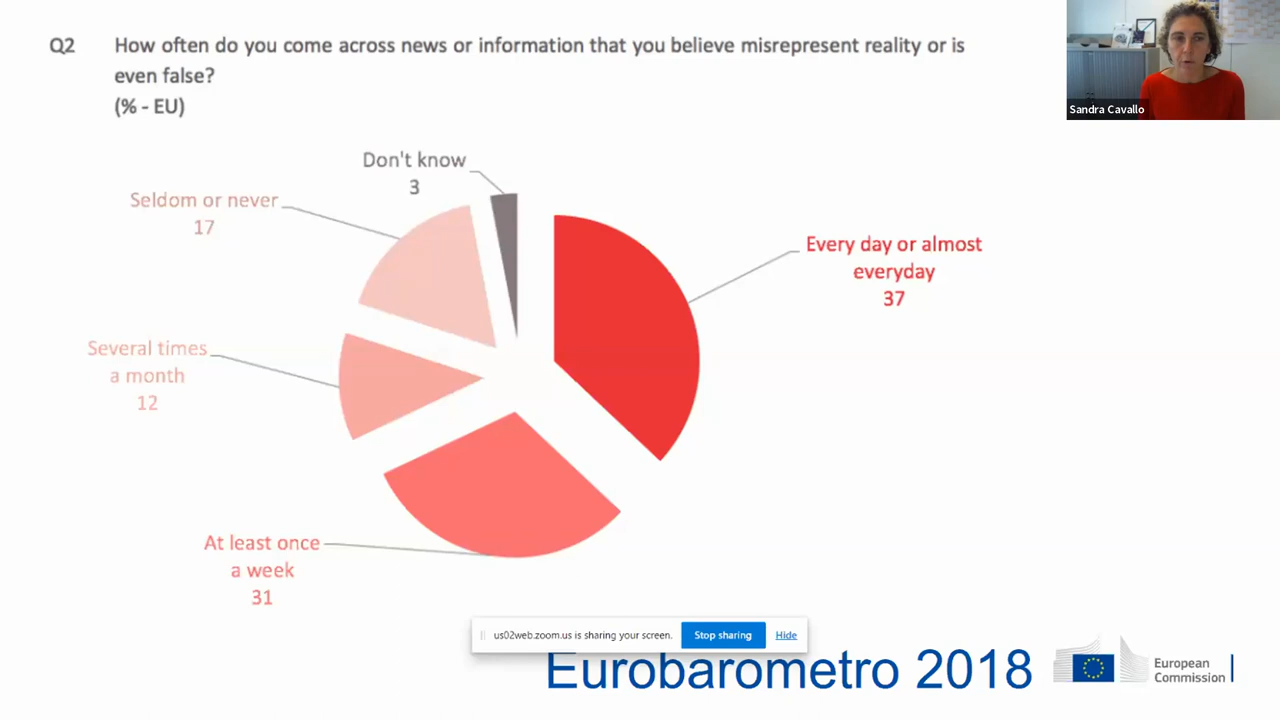 Q2 How often do you come across news or information that you believe misrepresent reality or is
even false?
(% - EU)
Sandra Cavallo
Don't know
3
Seldom or never
17
Every day or almost
everyday
37
Several times
a month
12
At least once
a week
31
us02web.zoom.us is sharing your screen. Stop sharing Hide
Eurobarometro 2018
European
Commission